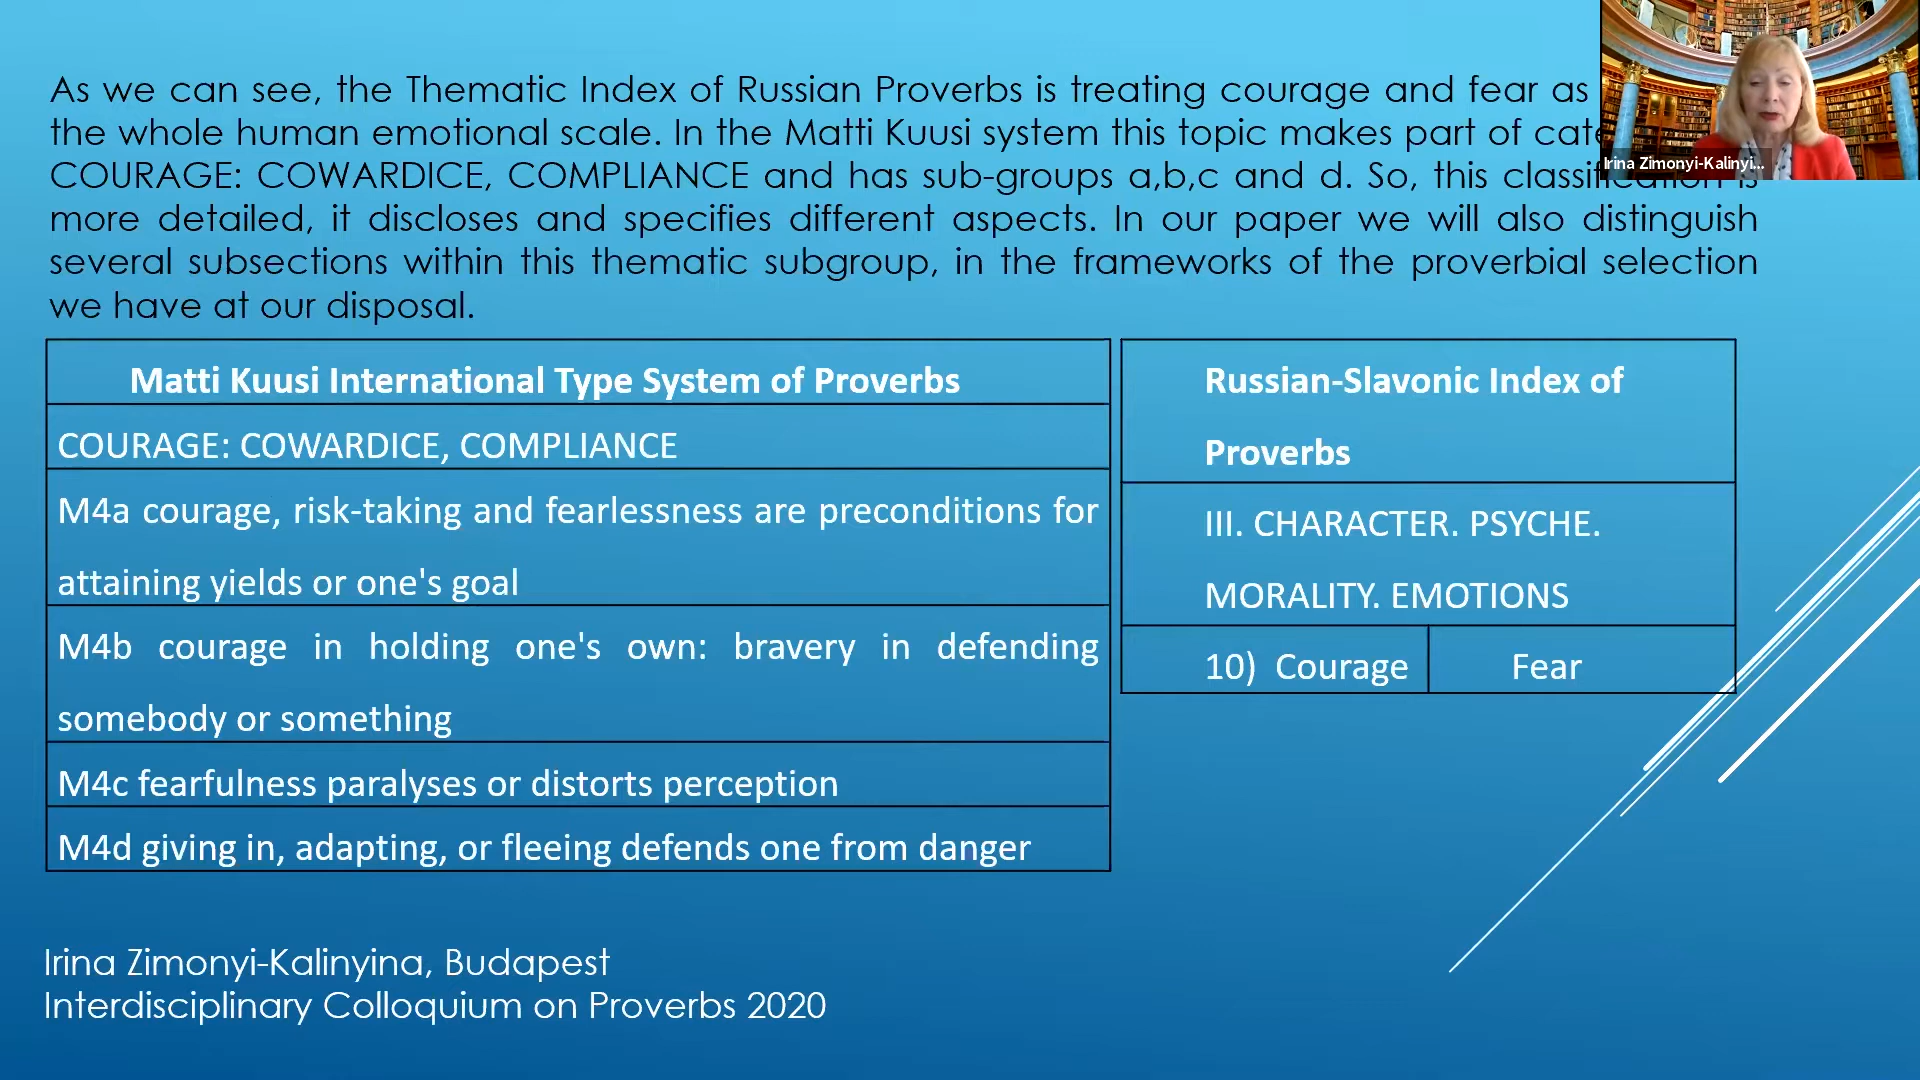 As we can see, the Thematic Index of Russian Proverbs is treating courage and fear as
the whole human emotional scale. In the Matti Kuusi system this topic makes part of
COURAGE: COWARDICE, COMPLIANCE and has sub-groups a,b,c and d. So, this classification is
more detailed, it discloses and specifies different aspects. In our paper we will also distinguish
several subsections within this thematic subgroup, in the frameworks of the proverbial selection
we have at our disposal.
Irina Zimonyi-Kalinyi...
Matti Kuusi International Type System of Proverbs
COURAGE: COWARDICE, COMPLIANCE
M4a courage, risk-taking and fearlessness are preconditions for
attaining yields or one's goal
M4b courage in holding one's own: bravery in defending
somebody or something
M4c fearfulness paralyses or distorts perception
M4d giving in, adapting, or fleeing defends one from danger
Russian-Slavonic Index of
Proverbs
III. CHARACTER. PSYCHE.
MORALITY. EMOTIONS
10) Courage Fear
Irina Zimonyi-Kalinyina, Budapest
Interdisciplinary Colloquium on Proverbs 2020